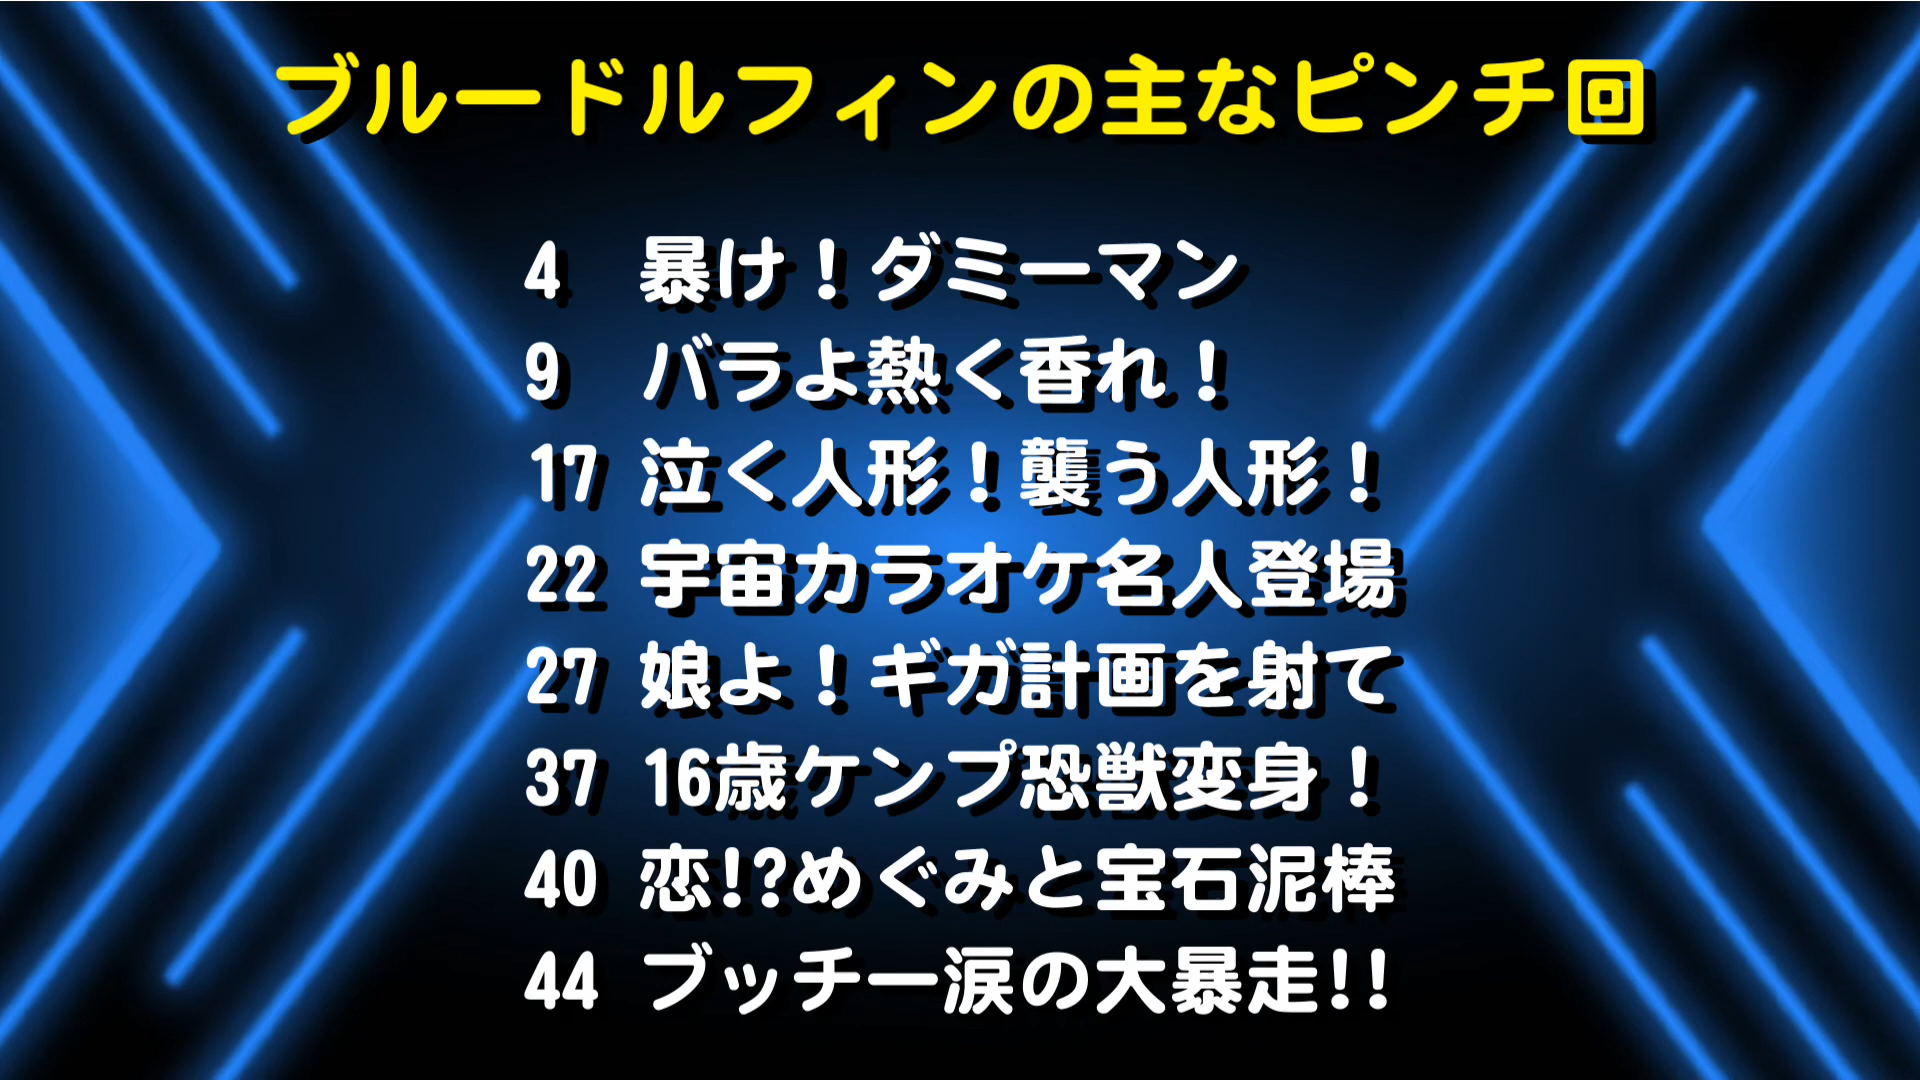 ブルードルフィンの主なピンチ回
4 暴け！ダミーマン
9 バラよ熱く香れ！
17 泣く人形！襲う人形！
22 宇宙カラオケ名人登場
27 娘よ！ギガ計画を射て
37 16歳ケンプ恐獣変身！
40 恋!?めぐみと宝石泥棒
44 ブッチー涙の大暴走!!